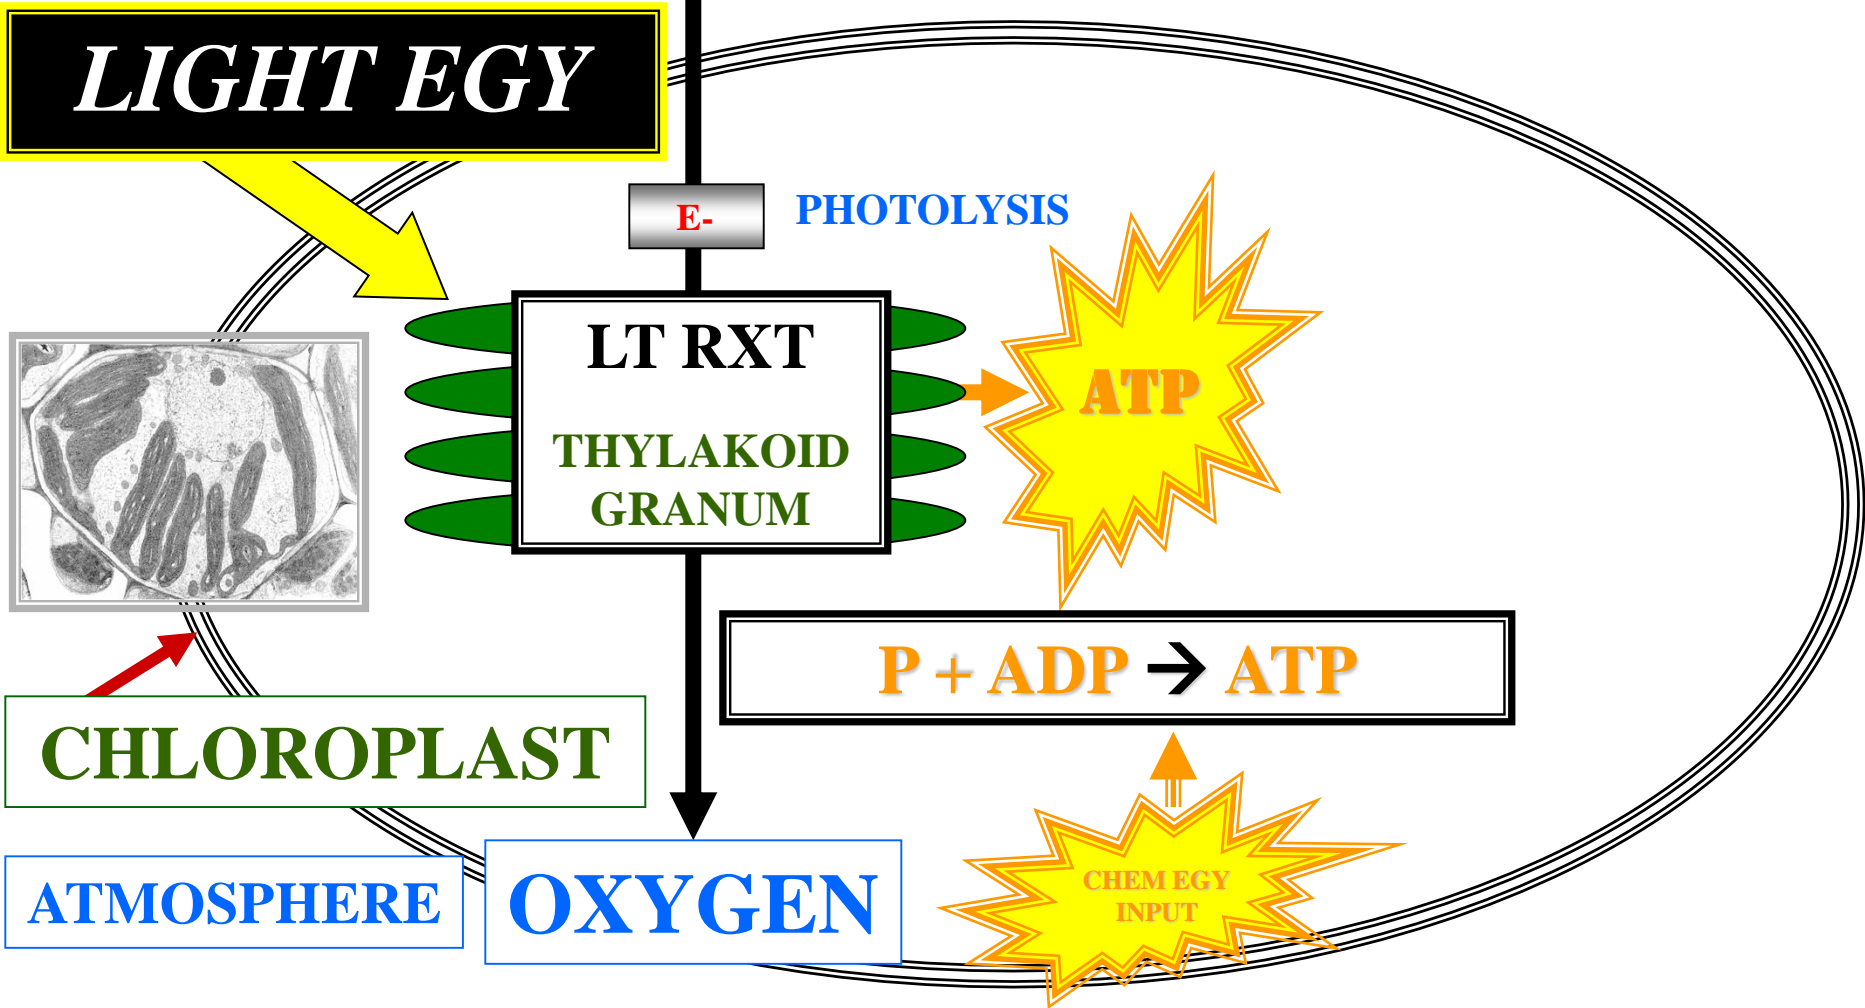 LIGHT EGY
E-
PHOTOLYSIS
LT RXT
THYLAKOID
GRANUM
ATP
P + ADP → ATP
CHLOROPLAST
ATMOSPHERE
OXYGEN
CHEM EGY
INPUT